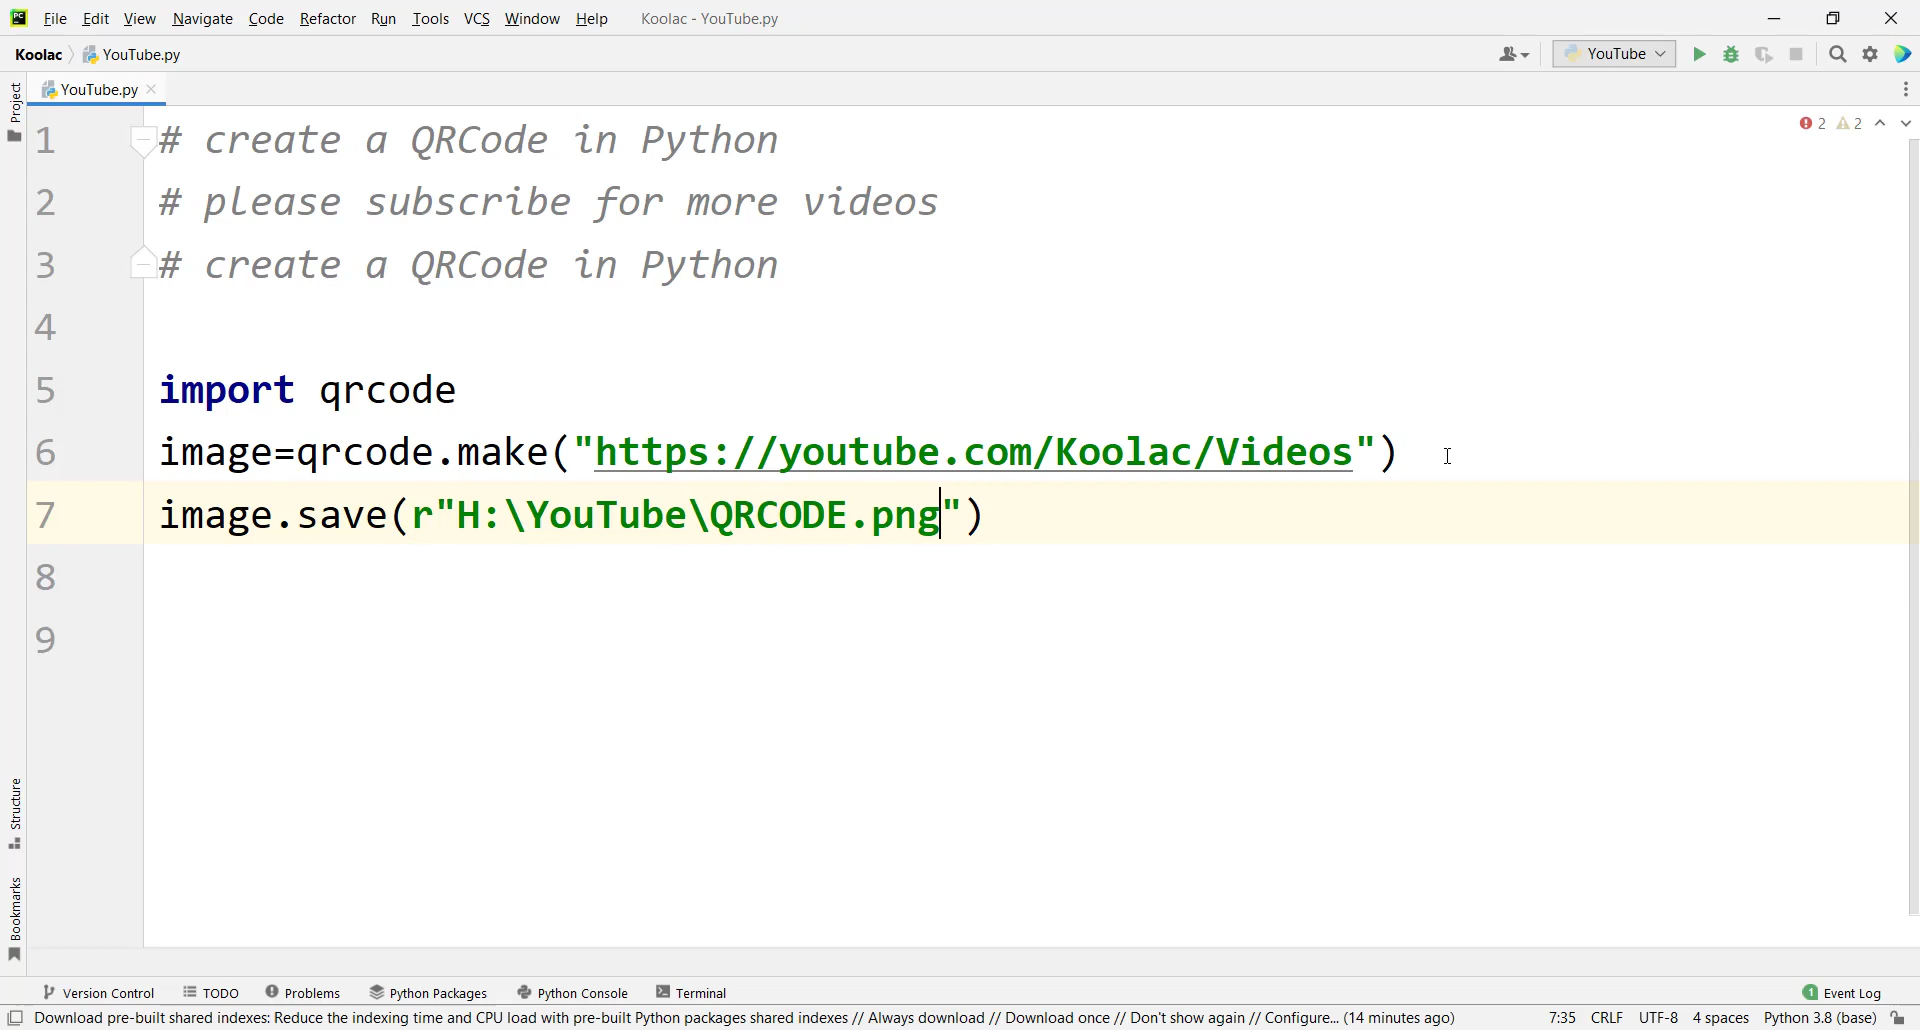 File Edit View Navigate Code Refactor Run Tools VCS Window Help Koolac - YouTube.py
Koolac YouTube.py YouTube
Project
YouTube.py
2 2
1 # create a QRCode in Python
2 # please subscribe for more videos
3 # create a QRCode in Python
4
5 import qrcode
6 image=qrcode.make("https://youtube.com/Koolac/Videos")
7 image.save(r"H:\YouTube\QRCODE.png")
8
9
Structure
Bookmarks
Version Control TODO Problems Python Packages Python Console Terminal 1 Event Log
Download pre-built shared indexes: Reduce the indexing time and CPU load with pre-built Python packages shared indexes // Always download // Download once // Don't show again // Configure... (14 minutes ago) 7:35 CRLF UTF-8 4 spaces Python 3.8 (base)